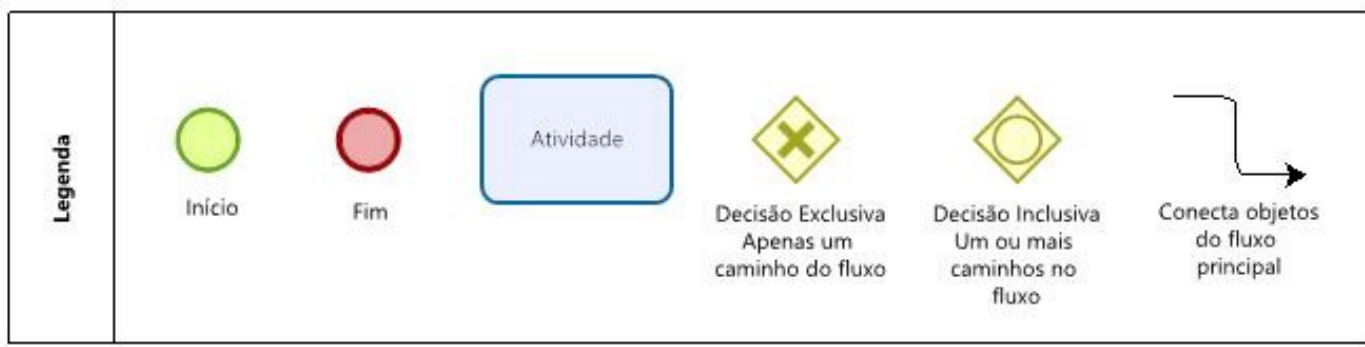 Legenda
Início
Fim
Atividade
Decisão Exclusiva
Apenas um
caminho do fluxo
Decisão Inclusiva
Um ou mais
caminhos no
fluxo
Conecta objetos
do fluxo
principal